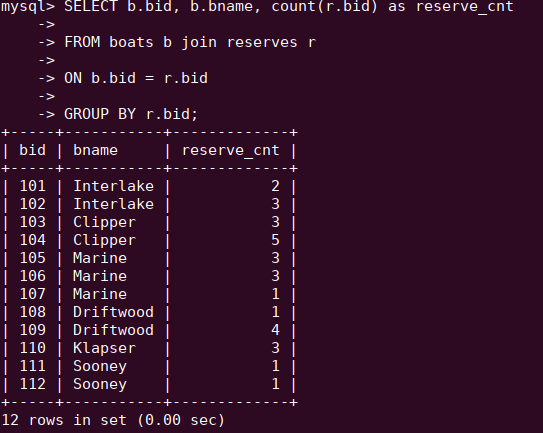 mysql> SELECT b.bid, b.bname, count(r.bid) as reserve_cnt
    ->
    -> FROM boats b join reserves r
    ->
    -> ON b.bid = r.bid
    ->
    -> GROUP BY r.bid;
+-----+-----------+-------------+
| bid | bname     | reserve_cnt |
+-----+-----------+-------------+
| 101 | Interlake |           2 |
| 102 | Interlake |           3 |
| 103 | Clipper   |           3 |
| 104 | Clipper   |           5 |
| 105 | Marine    |           3 |
| 106 | Marine    |           3 |
| 107 | Marine    |           1 |
| 108 | Driftwood |           1 |
| 109 | Driftwood |           4 |
| 110 | Klapser   |           3 |
| 111 | Sooney    |           1 |
| 112 | Sooney    |           1 |
+-----+-----------+-------------+
12 rows in set (0.00 sec)